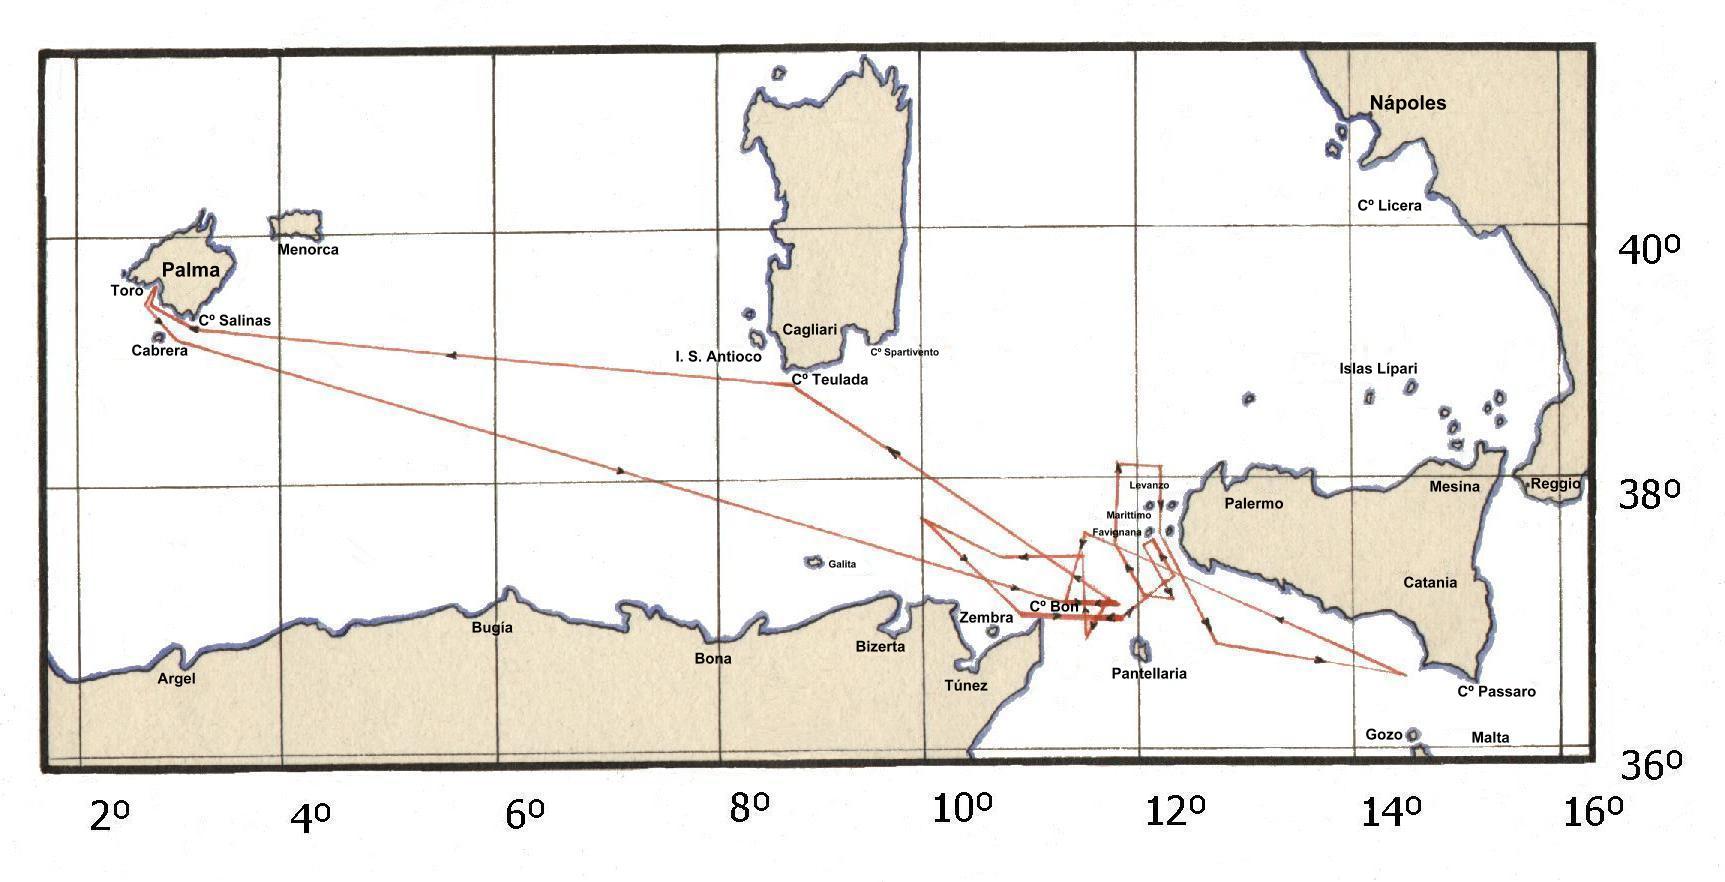 Nápoles
Cº Licera
40º
Menorca
Palma
Toro
Cº Salinas
Cabrera
Cagliari
I. S. Antioco
Cº Spartivento
Cº Teulada
Islas Lípari
38º
Levanzo
Marittimo
Favignana
Palermo
Mesina
Reggio
Galita
Catania
Cº Bon
Zembra
Bugía
Bona
Bizerta
Túnez
Argel
Pantellaria
Cº Passaro
Gozo
Malta
36º
2º 4º 6º 8º 10º 12º 14º 16º